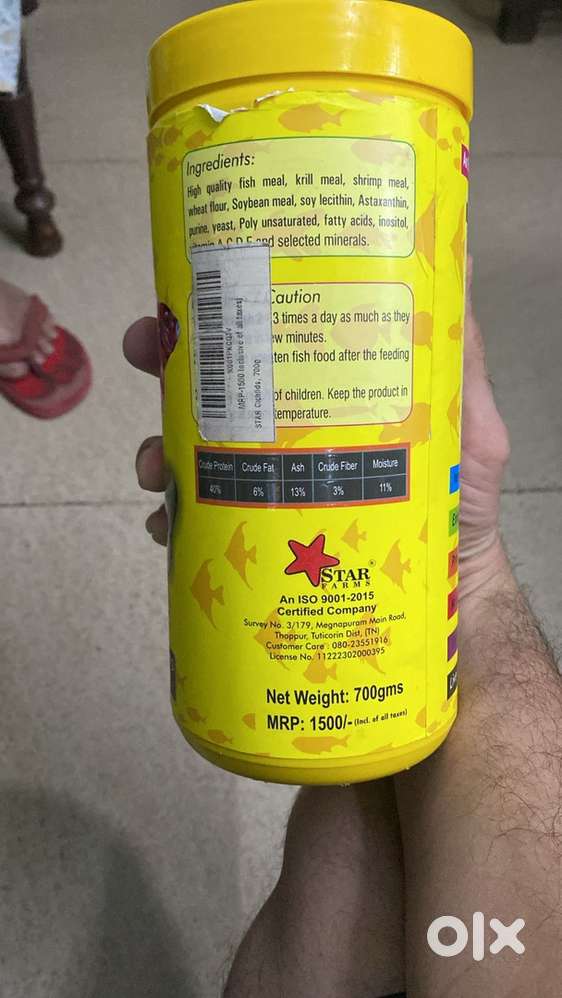 Ingredients:
High quality fish meal, krill meal, shrimp meal,
wheat flour, Soybean meal, soy lecithin, Astaxanthin,
purine, yeast, Poly unsaturated, fatty acids, inositol,
vitamin A,C,D,E and selected minerals.
Caution
3 times a day as much as they
few minutes.
ten fish food after the feeding
of children. Keep the product in
temperature.
MRP-1500 Inclusive of all taxes
STAR Cichlids, 700g
Crude Protein Crude Fat Ash Crude Fiber Moisture
40% 6% 13% 3% 11%
STAR®
FARMS
An ISO 9001-2015
Certified Company
Survey No. 3/179, Megnapuram Main Road,
Thoppur, Tuticorin Dist, (TN)
Customer Care : 080-23551916
License No. 11222302000395
Net Weight: 700gms
MRP: 1500/- (Incl. of all taxes)
olx